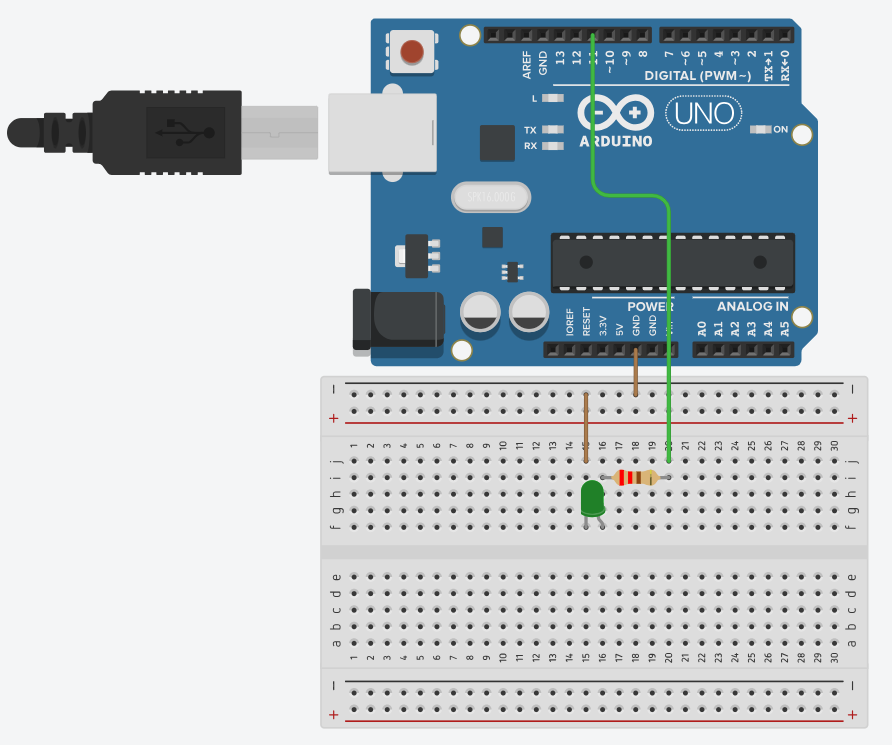 AREF GND 13 12 11 ~10 ~9 8 7 ~6 ~5 4 ~3 2 TX→1 RX←0
DIGITAL (PWM~)
L
TX
RX
ARDUINO
UNO
ON
SPK16.000G
POWER
ANALOG IN
IOREF RESET 3.3V 5V GND GND A0 A1 A2 A3 A4 A5
− −
+ +
1 2 3 4 5 6 7 8 9 10 11 12 13 14 15 16 17 18 19 20 21 22 23 24 25 26 27 28 29 30
j j
i i
h h
g g
f f
e e
d d
c c
b b
a a
1 2 3 4 5 6 7 8 9 10 11 12 13 14 15 16 17 18 19 20 21 22 23 24 25 26 27 28 29 30
− −
+ +